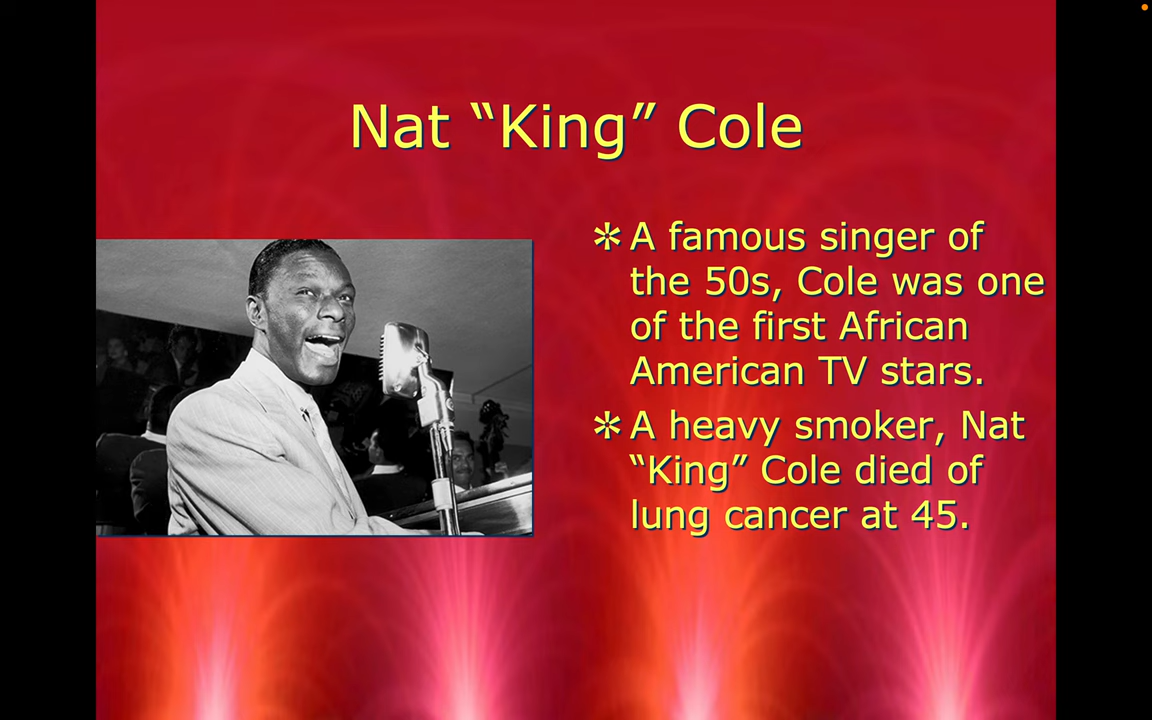 Nat “King” Cole
✲ A famous singer of
the 50s, Cole was one
of the first African
American TV stars.
✲ A heavy smoker, Nat
“King” Cole died of
lung cancer at 45.